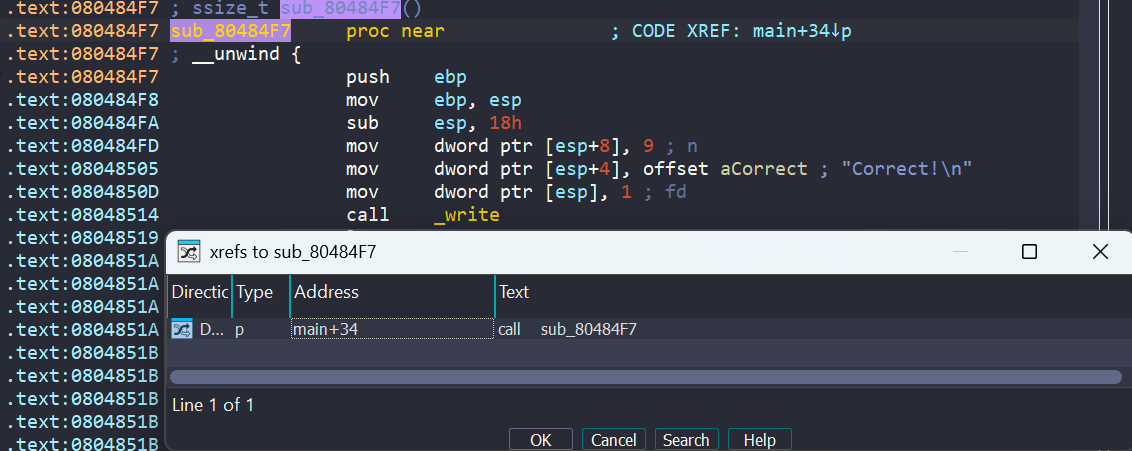 .text:080484F7 ; ssize_t sub_80484F7()
.text:080484F7 sub_80484F7 proc near ; CODE XREF: main+34↓p
.text:080484F7 ; __unwind {
.text:080484F7 push ebp
.text:080484F8 mov ebp, esp
.text:080484FA sub esp, 18h
.text:080484FD mov dword ptr [esp+8], 9 ; n
.text:08048505 mov dword ptr [esp+4], offset aCorrect ; "Correct!\n"
.text:0804850D mov dword ptr [esp], 1 ; fd
.text:08048514 call _write
.text:08048519
.text:0804851A
.text:0804851A
.text:0804851A
.text:0804851A
.text:0804851B
.text:0804851B
.text:0804851B
.text:0804851B
.text:0804851B
xrefs to sub_80484F7
Directic Type Address Text
D... p main+34 call sub_80484F7
Line 1 of 1
OK Cancel Search Help